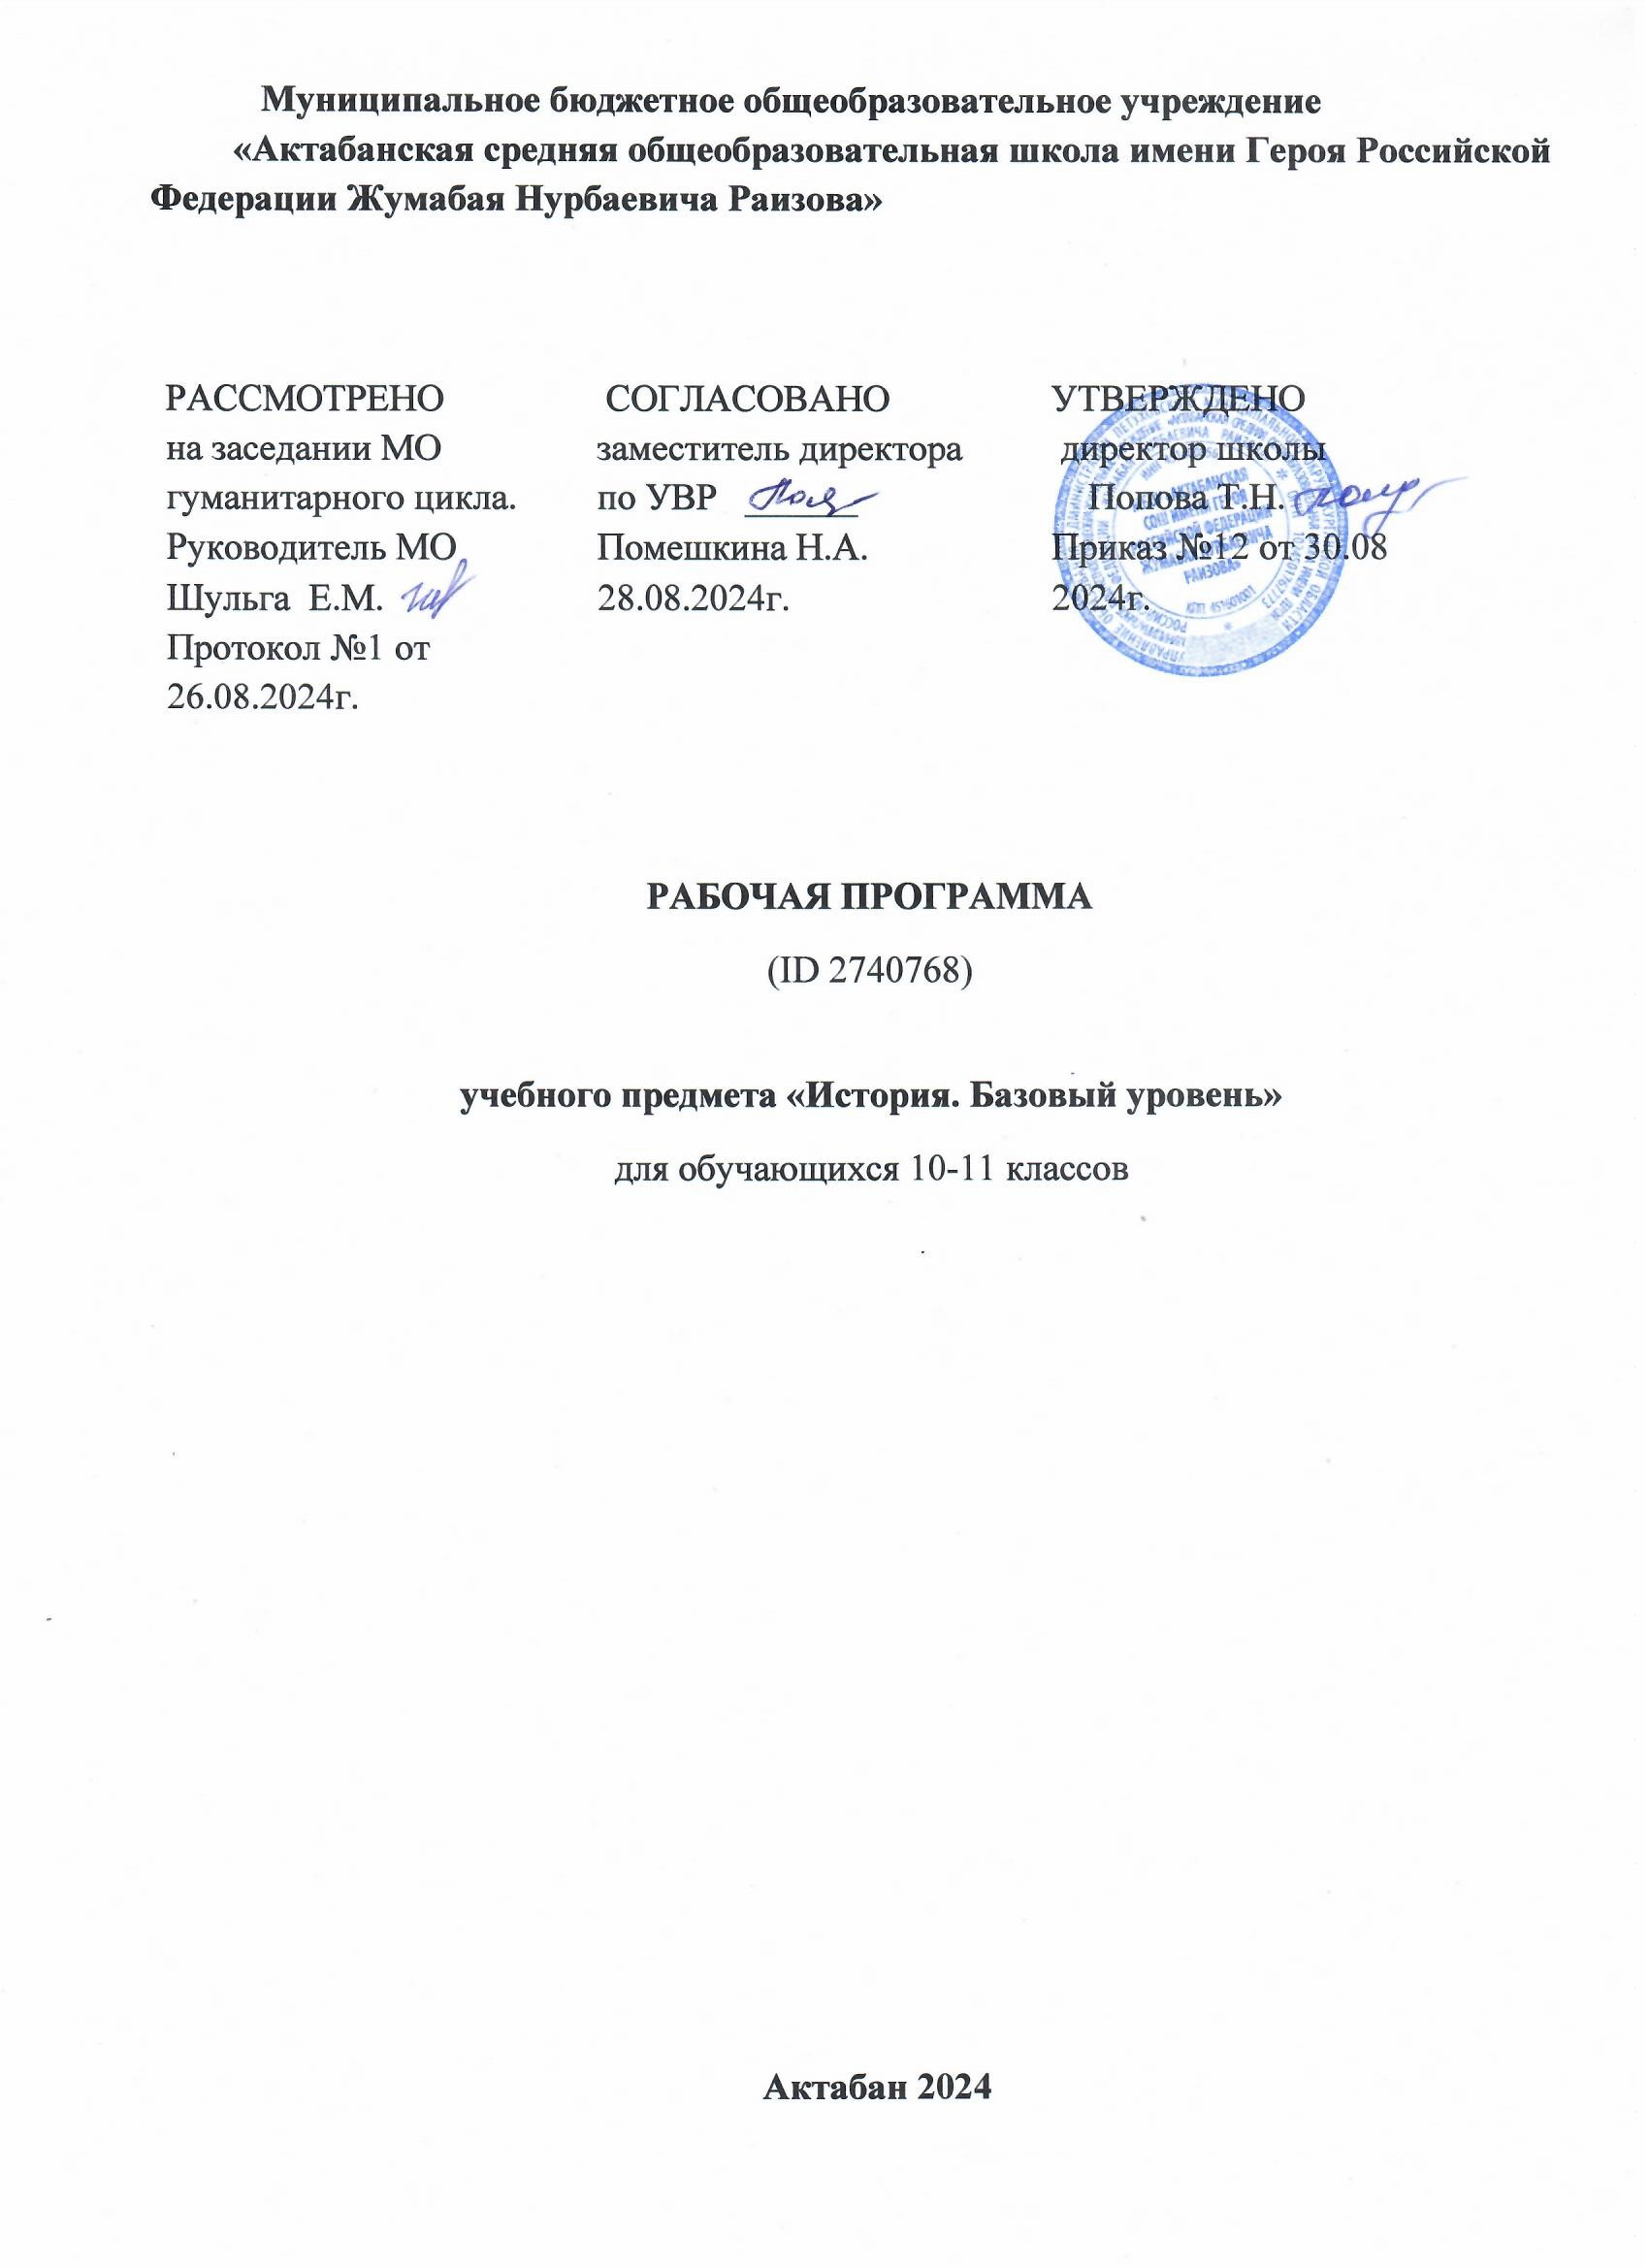 Муниципальное бюджетное общеобразовательное учреждение
«Актабанская средняя общеобразовательная школа имени Героя Российской
Федерации Жумабая Нурбаевича Раизова»
РАССМОТРЕНО
на заседании МО
гуманитарного цикла.
Руководитель МО
Шульга Е.М.
Протокол №1 от
26.08.2024г.
СОГЛАСОВАНО
заместитель директора
по УВР
Помешкина Н.А.
28.08.2024г.
УТВЕРЖДЕНО
директор школы
Попова Т.Н.
Приказ №12 от 30.08
2024г.
РАБОЧАЯ ПРОГРАММА
(ID 2740768)
учебного предмета «История. Базовый уровень»
для обучающихся 10-11 классов
Актабан 2024